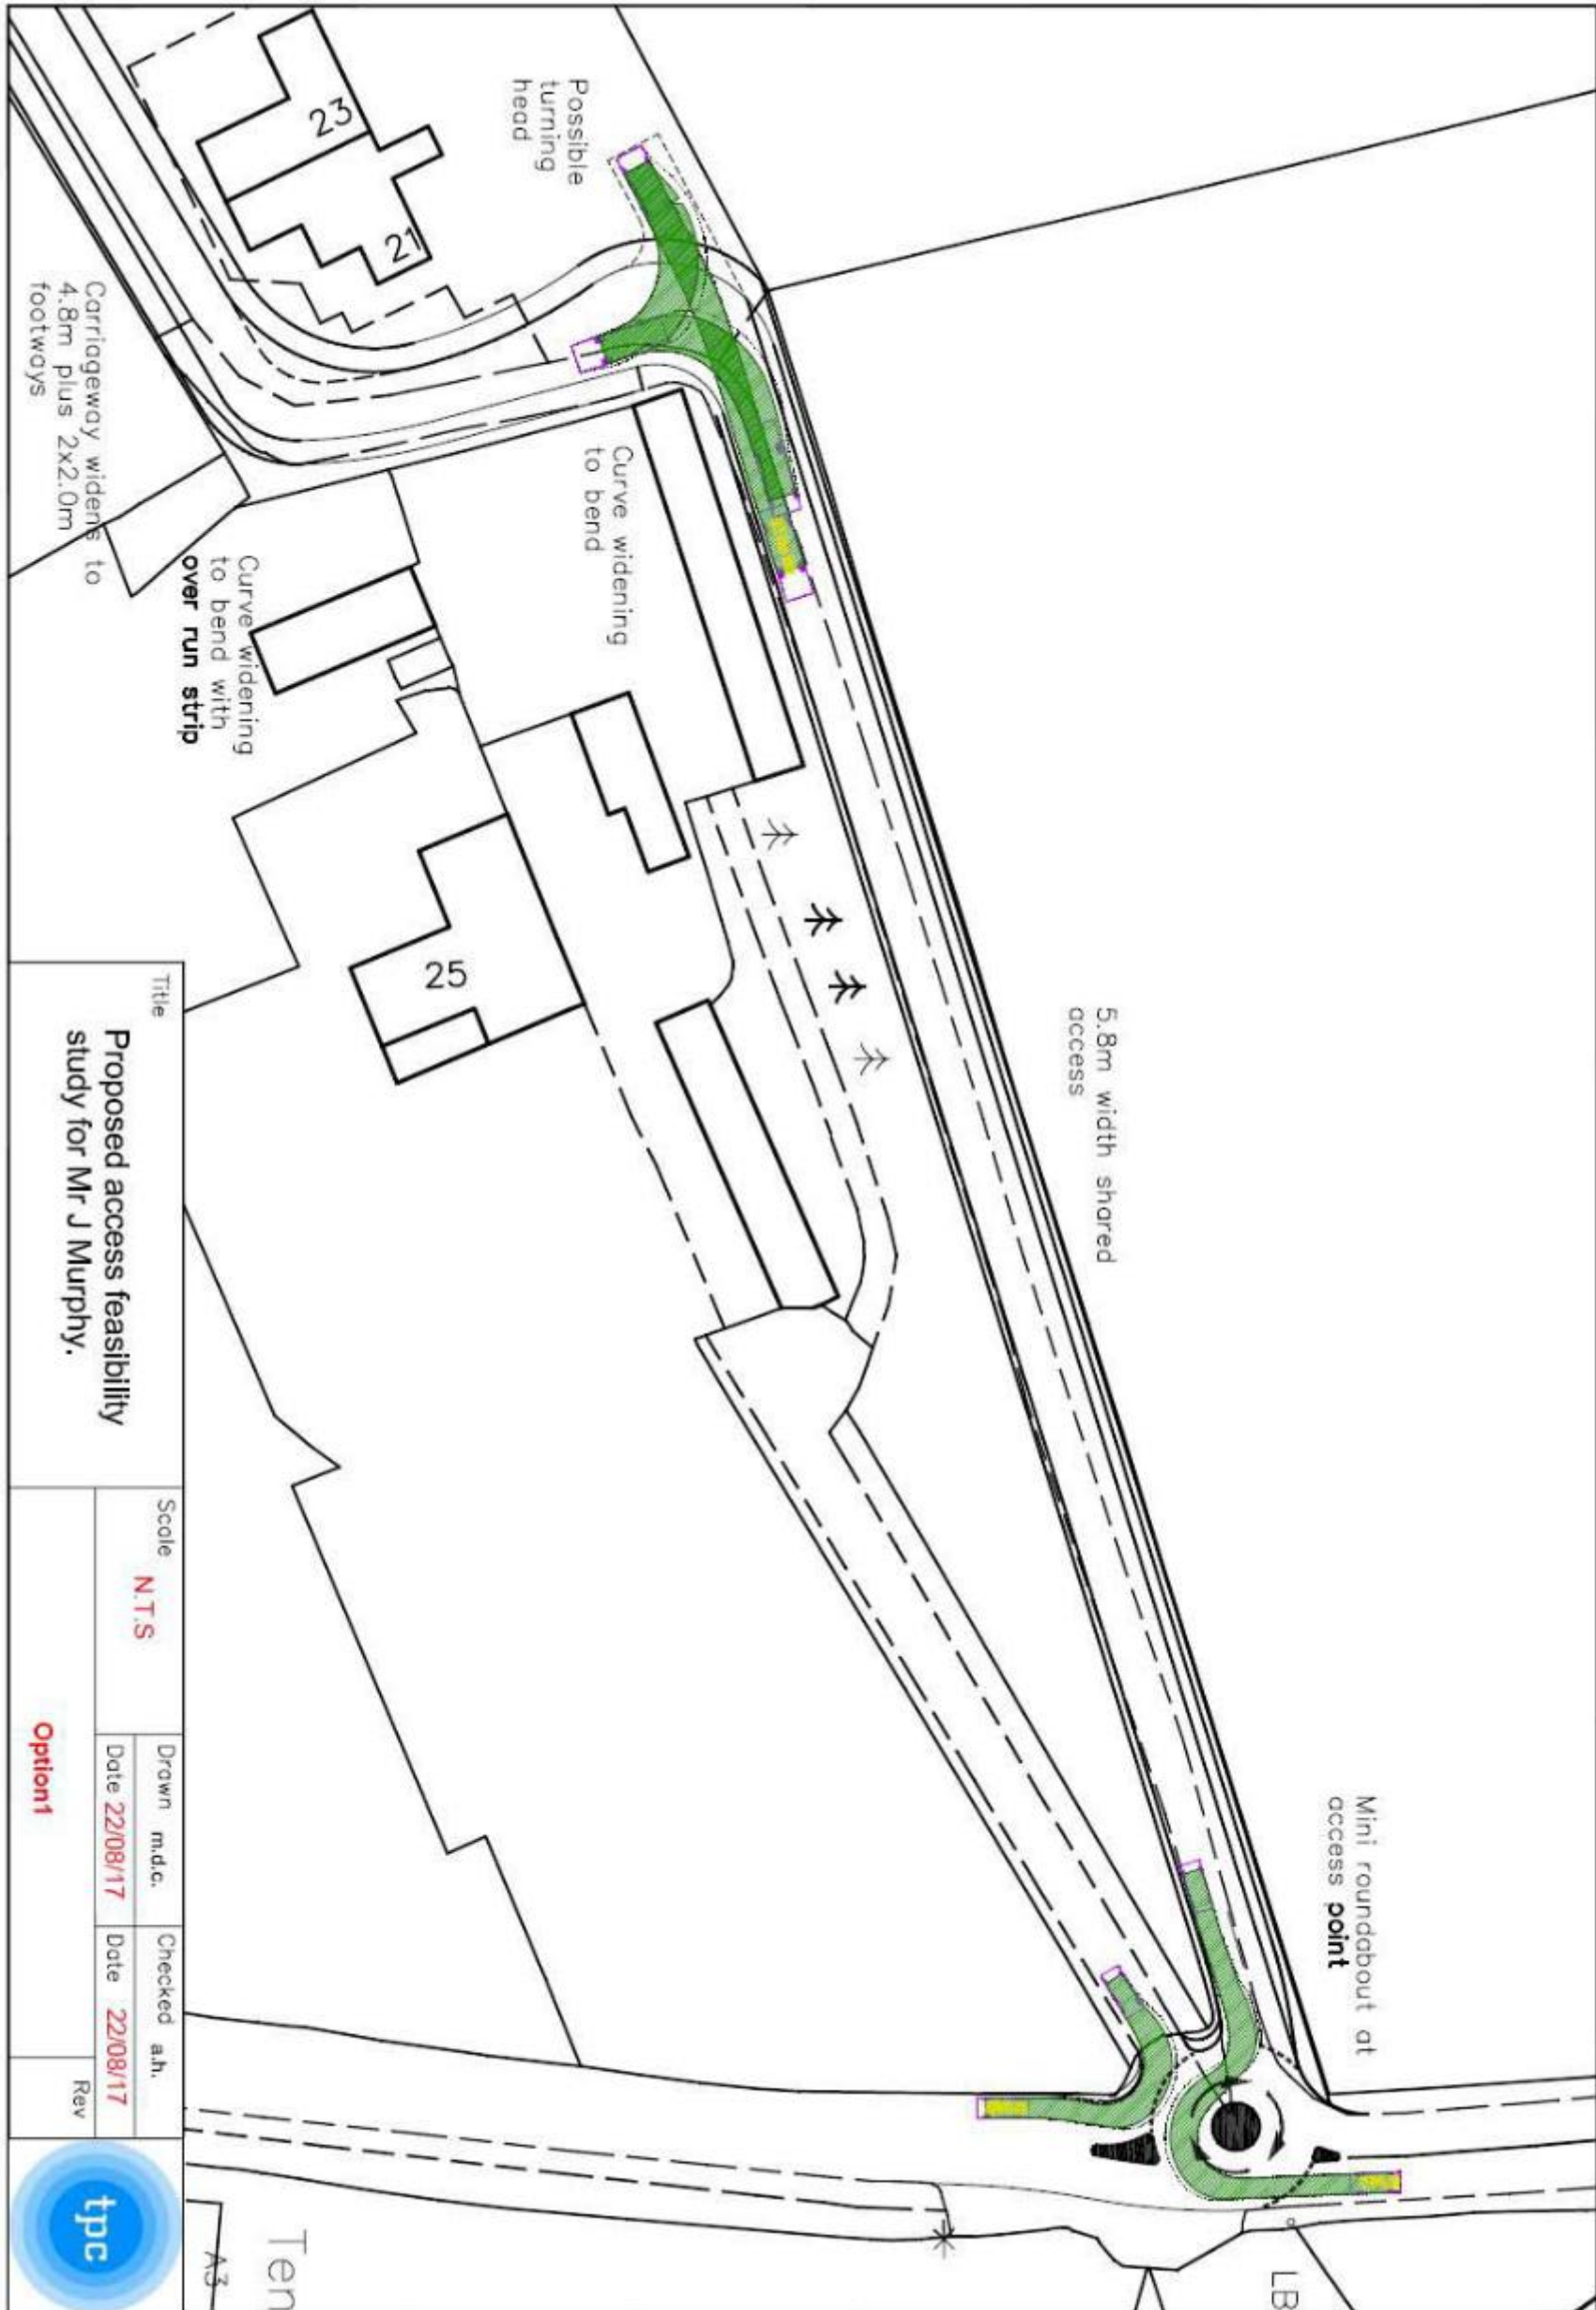 23
21
Possible
turning
head
Carriageway widens to
4.8m plus 2x2.0m
footways
Curve widening
to bend
Curve widening
to bend with
over run strip
25
5.8m width shared
access
Mini roundabout at
access point
LB
Ten
A3
Title
Proposed access feasibility
study for Mr J Murphy.
Scale
N.T.S
Drawn m.d.c.
Date 22/08/17
Checked a.h.
Date 22/08/17
Option1
Rev
tpc